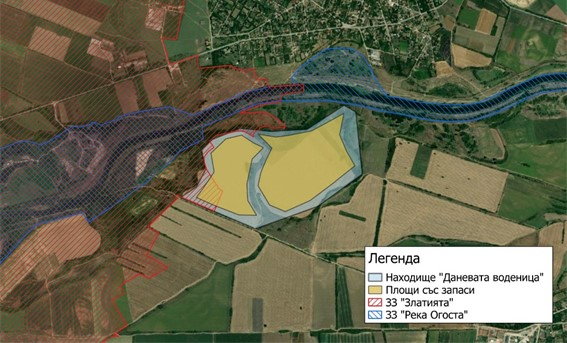 Легенда
Находище "Даневата воденица"
Площи със запаси
ЗЗ "Златията"
ЗЗ "Река Огоста"